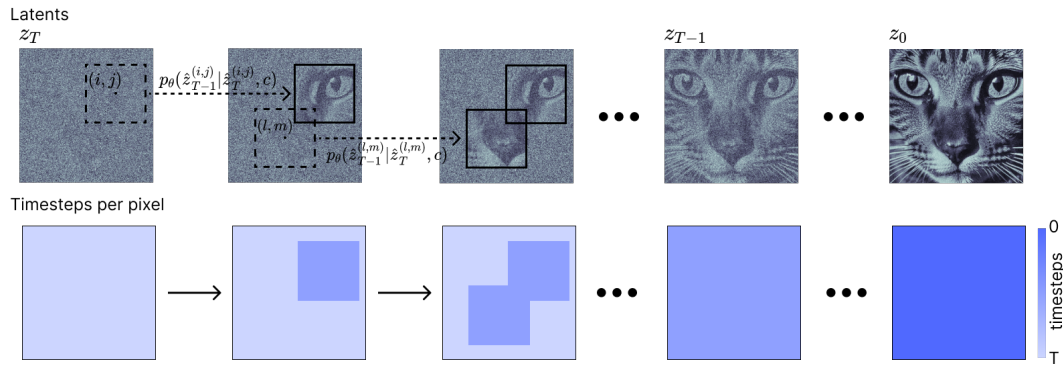 Latents
z_T
z_{T-1}
z_0
(i, j)
p_θ(ẑ_{T-1}^{(i,j)}|ẑ_T^{(i,j)}, c)
(l, m)
p_θ(ẑ_{T-1}^{(l,m)}|ẑ_T^{(l,m)}, c)
Timesteps per pixel
0
timesteps
T